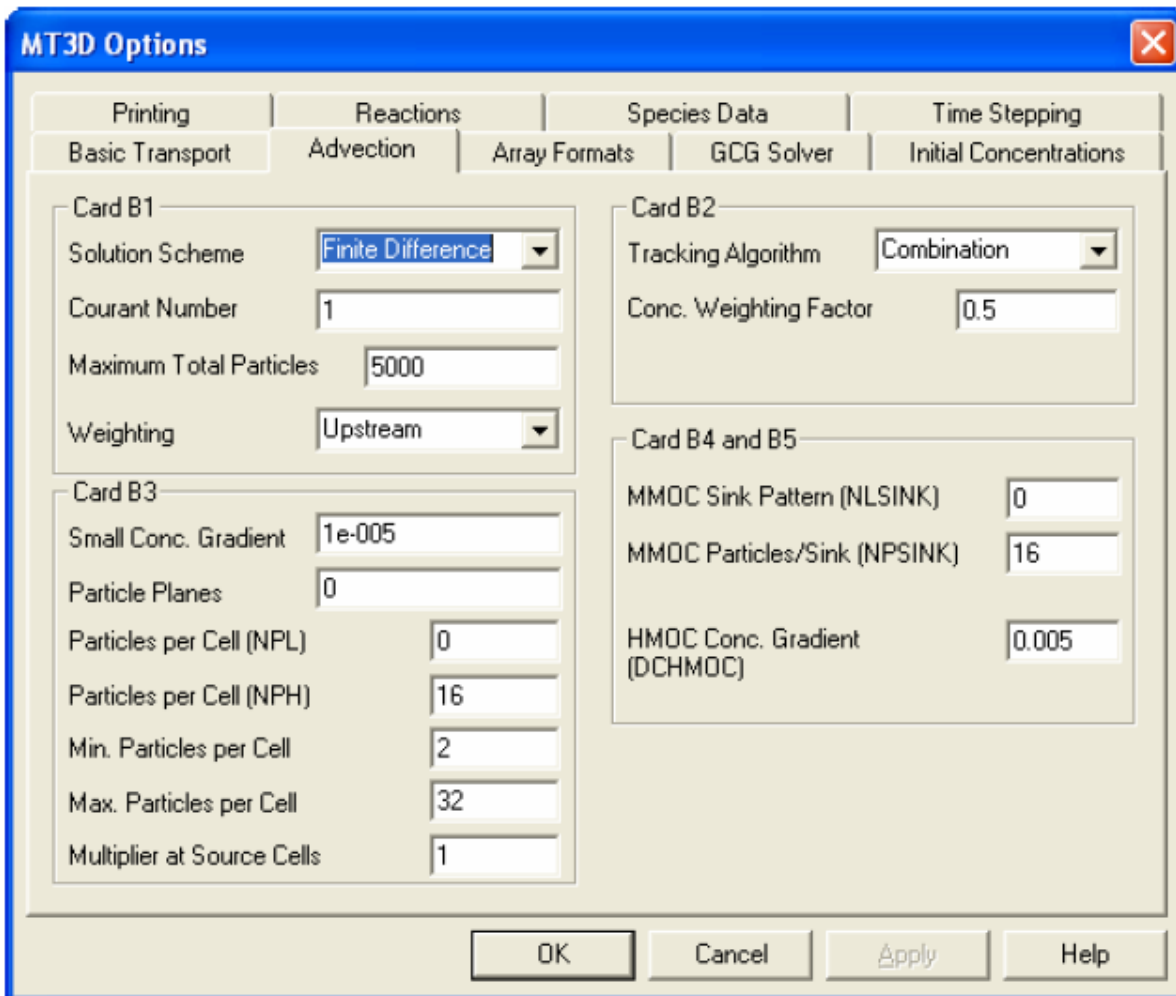 MT3D Options
Printing
Reactions
Species Data
Time Stepping
Basic Transport
Advection
Array Formats
GCG Solver
Initial Concentrations
Card B1
Solution Scheme
Finite Difference
Courant Number
1
Maximum Total Particles
5000
Weighting
Upstream
Card B3
Small Conc. Gradient
1e-005
Particle Planes
0
Particles per Cell (NPL)
0
Particles per Cell (NPH)
16
Min. Particles per Cell
2
Max. Particles per Cell
32
Multiplier at Source Cells
1
Card B2
Tracking Algorithm
Combination
Conc. Weighting Factor
0.5
Card B4 and B5
MMOC Sink Pattern (NLSINK)
0
MMOC Particles/Sink (NPSINK)
16
HMOC Conc. Gradient
(DCHMOC)
0.005
OK
Cancel
Apply
Help